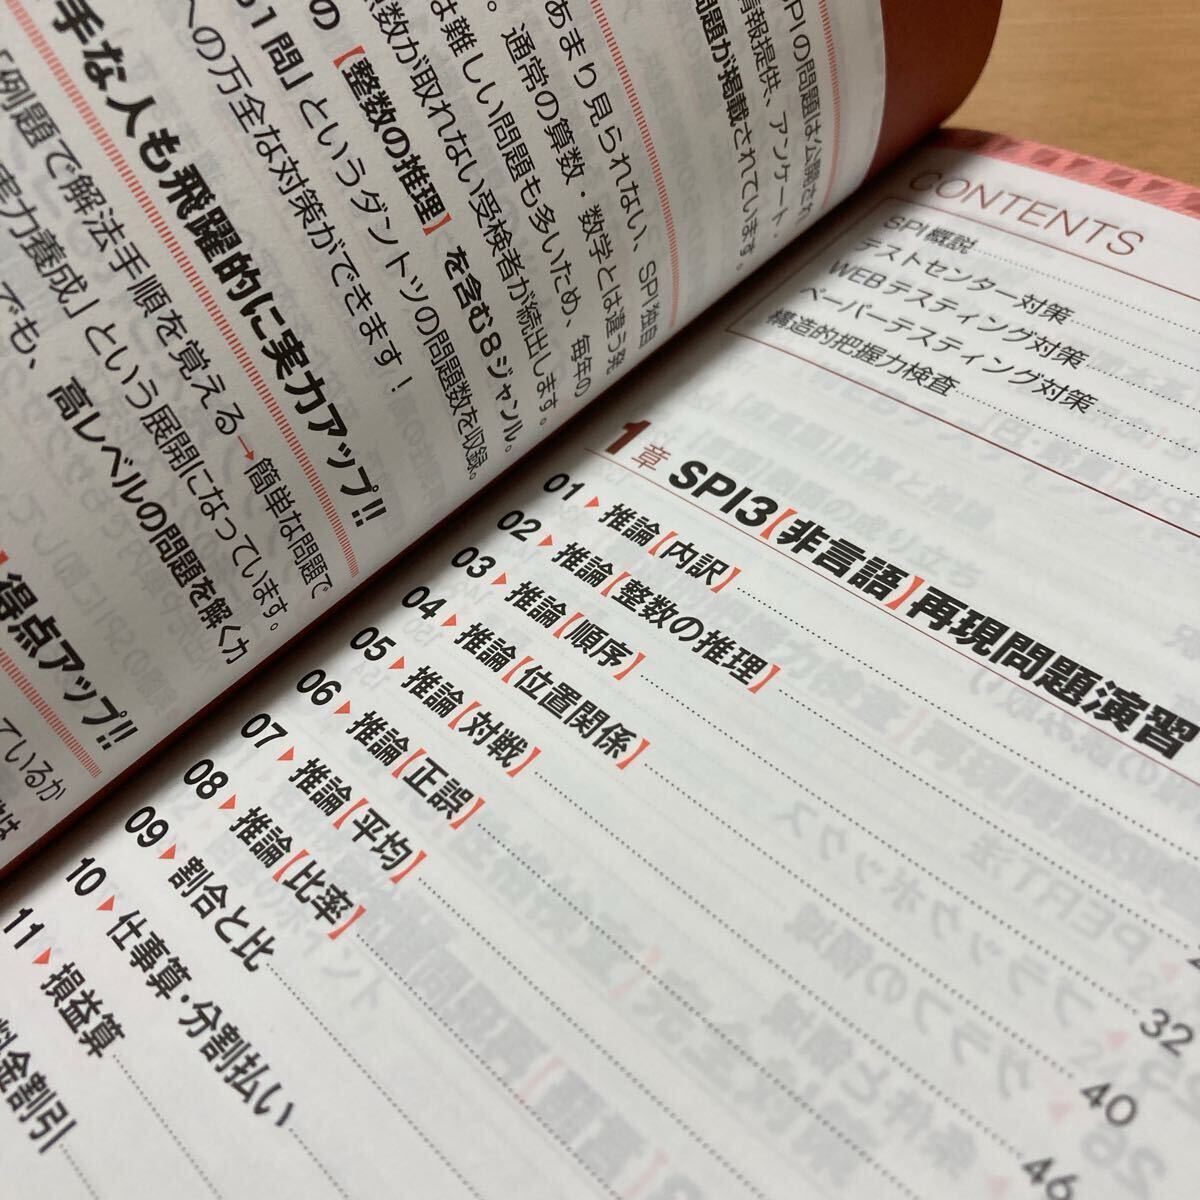 SPIの問題は公開され
情報提供、アンケート・
問題が掲載されています。
あまり見られない、SPI独自
。通常の算数・数学とは違う発
は難しい問題も多いため、毎年の
点数が取れない受検者が続出します。
の【整数の推理】を含む8ジャンル。
61問」というダントツの問題数を収録。
への万全な対策ができます!
手な人も飛躍的に実力アップ!!
「例題で解法手順を覚える→簡単な問題で
実力養成」という展開になっています。
でも、高レベルの問題を解く力
得点アップ!!
ているか
CONTENTS
SPI概説
テストセンター対策
WEBテスティング対策
ペーパーテスティング対策
構造的把握力検査
1章 SPI3【非言語】再現問題演習
01▶推論【内訳】
02▶推論【整数の推理】
03▶推論【順序】 32
04▶推論【位置関係】 40
05▶推論【対戦】 46
06▶推論【正誤】
07▶推論【平均】
08▶推論【比率】
09▶割合と比
10▶仕事算・分割払い
11▶損益算
料金割引